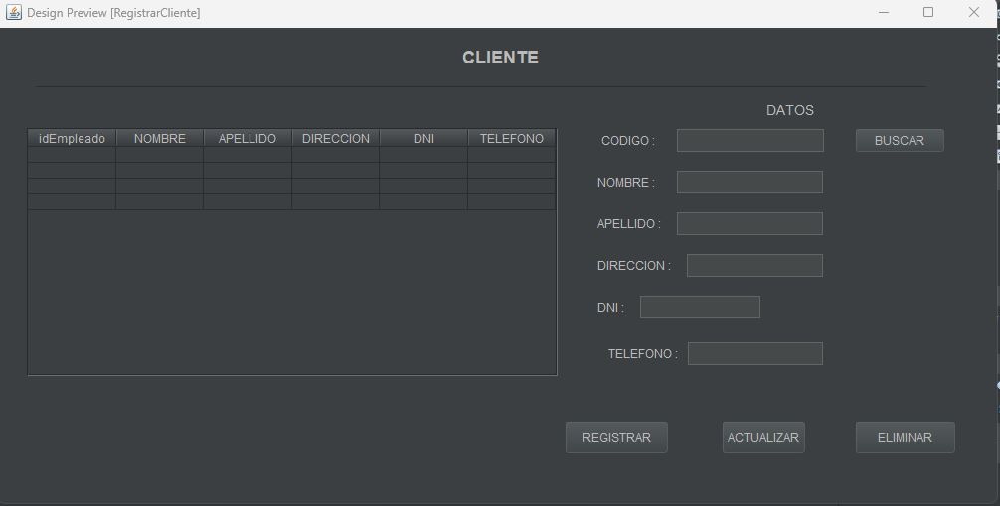 Design Preview [RegistrarCliente]
CLIENTE
DATOS
idEmpleado NOMBRE APELLIDO DIRECCION DNI TELEFONO
CODIGO :
BUSCAR
NOMBRE :
APELLIDO :
DIRECCION :
DNI :
TELEFONO :
REGISTRAR ACTUALIZAR ELIMINAR